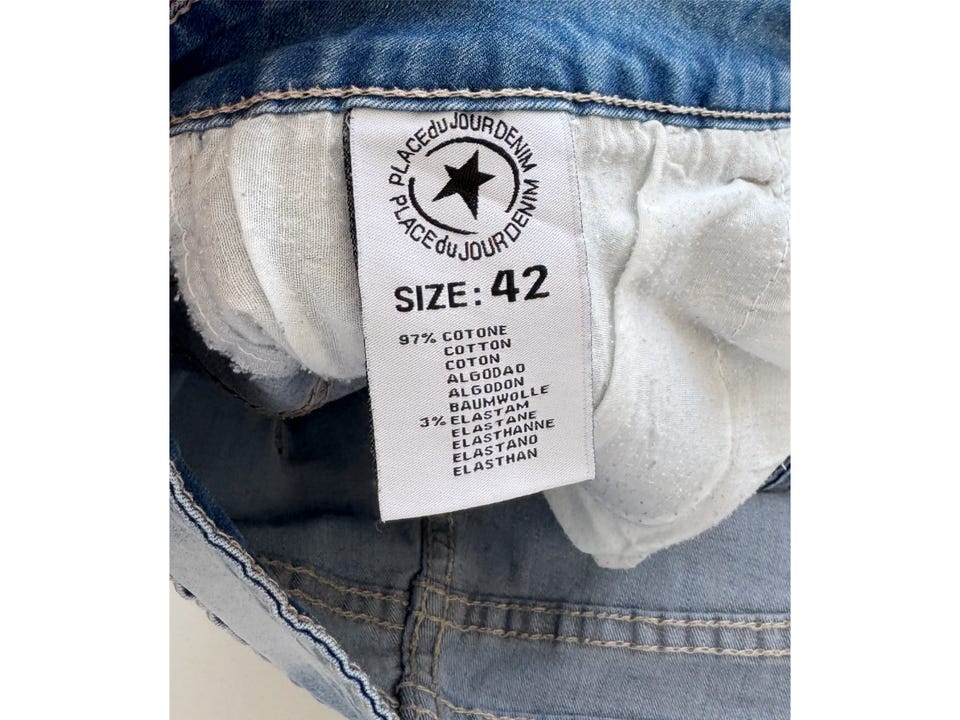 PLACEduJOURDENIM
PLACEduJOURDENIM
SIZE: 42
97% COTONE
COTTON
COTON
ALGODAO
ALGODON
BAUMWOLLE
3% ELASTAM
ELASTANE
ELASTHANNE
ELASTANO
ELASTHAN